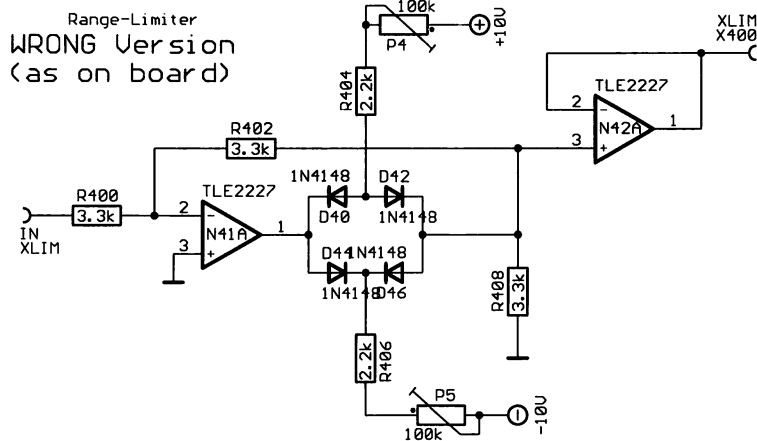 Range-Limiter
WRONG Version
(as on board)
100k
P4
+10V
R404
2.2k
XLIM
X400
TLE2227
2
N42A
1
3
R402
3.3k
R400
3.3k
TLE2227
2
N41A
1
3
IN
XLIM
1N4148
D42
D40
1N4148
D44
1N4148
1N4148
D46
R408
3.3k
R406
2.2k
P5
100k
-10V